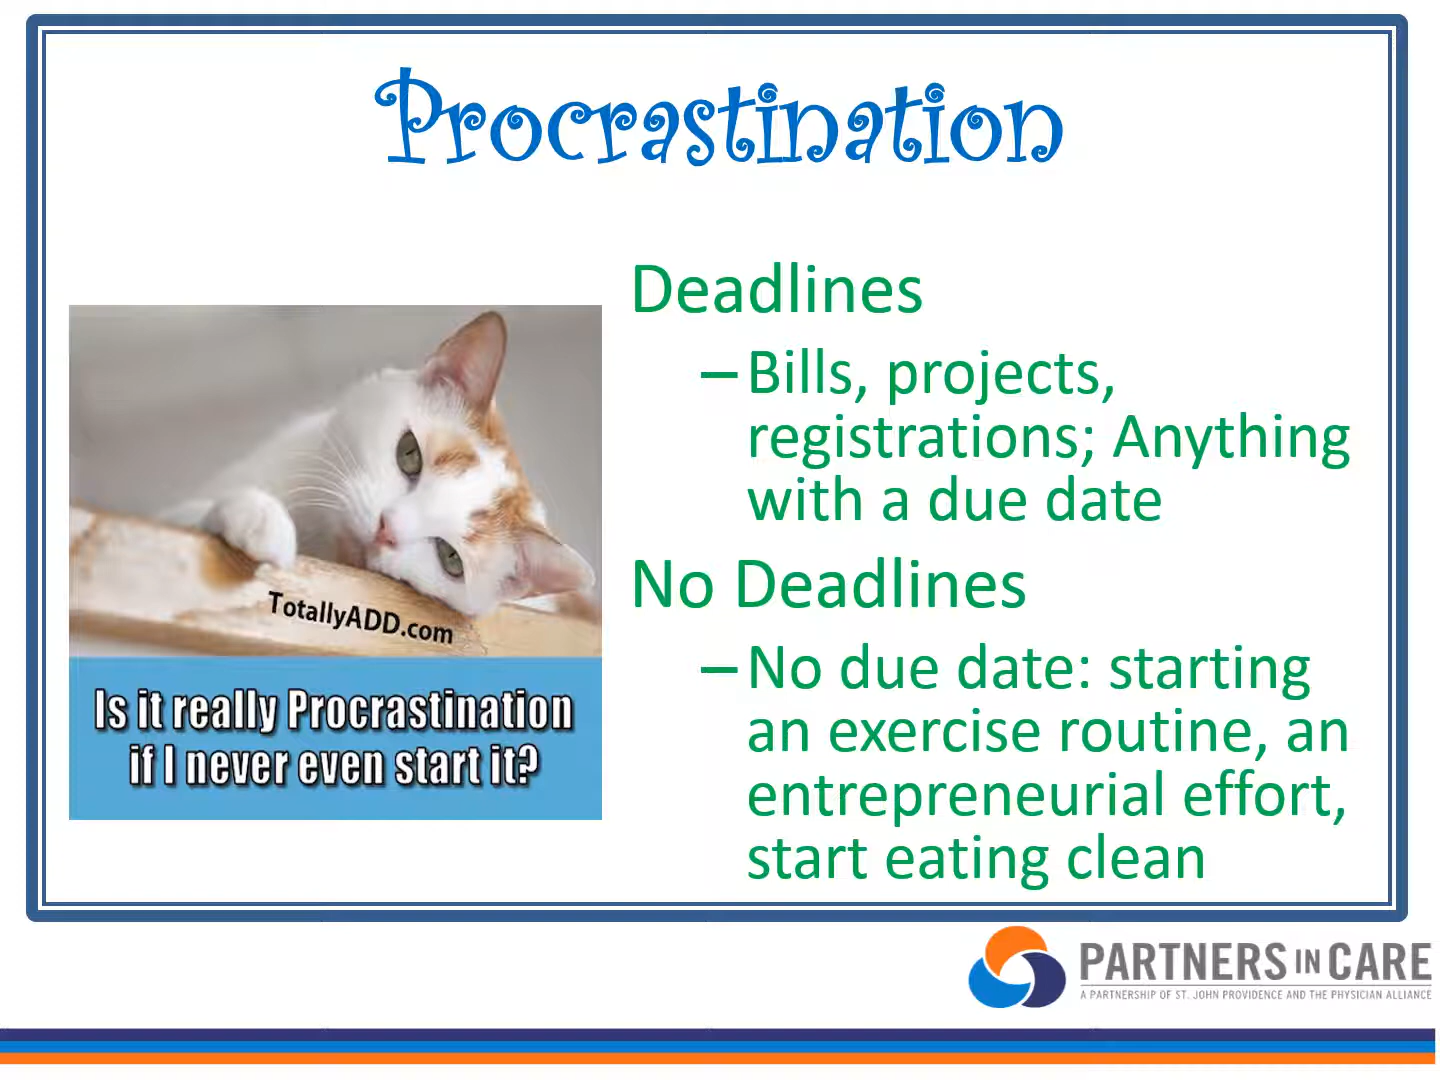 Procrastination
Deadlines
– Bills, projects,
registrations; Anything
with a due date
No Deadlines
– No due date: starting
an exercise routine, an
entrepreneurial effort,
start eating clean
TotallyADD.com
Is it really Procrastination
if I never even start it?
PARTNERS IN CARE
A PARTNERSHIP OF ST. JOHN PROVIDENCE AND THE PHYSICIAN ALLIANCE